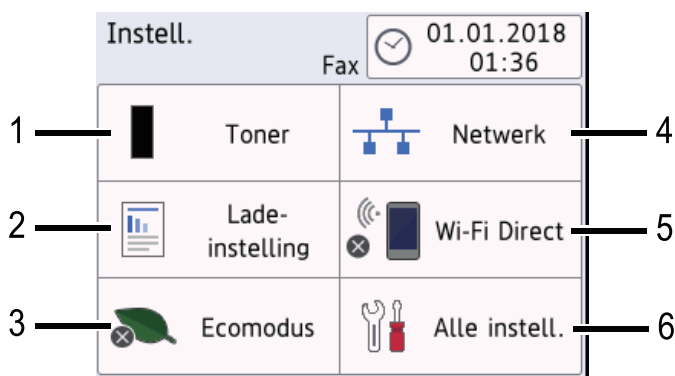 Instell.
Fax
01.01.2018
01:36
1
Toner
4
Netwerk
2
Lade-
instelling
5
Wi-Fi Direct
3
Ecomodus
6
Alle instell.